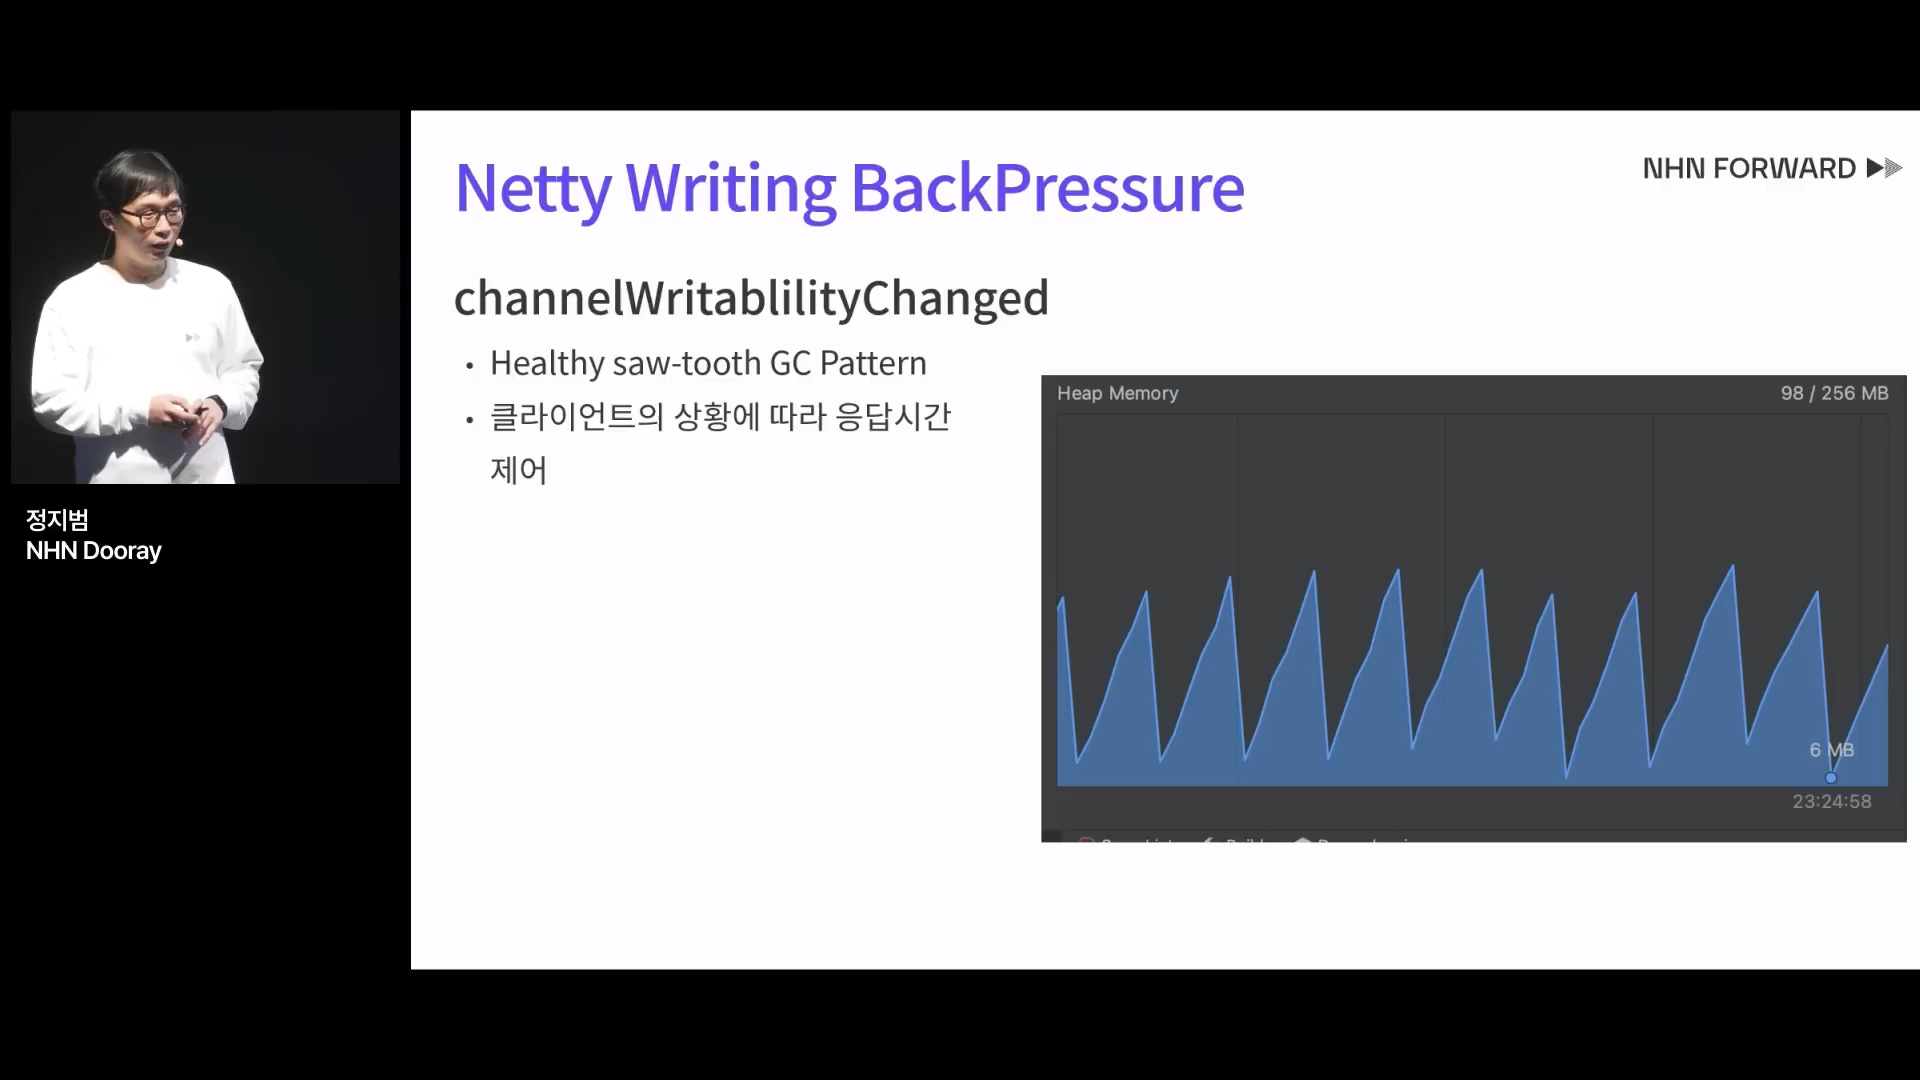 Netty Writing BackPressure
NHN FORWARD
channelWritablilityChanged
• Healthy saw-tooth GC Pattern
• 클라이언트의 상황에 따라 응답시간
제어
Heap Memory
98 / 256 MB
6 MB
23:24:58
정지범
NHN Dooray